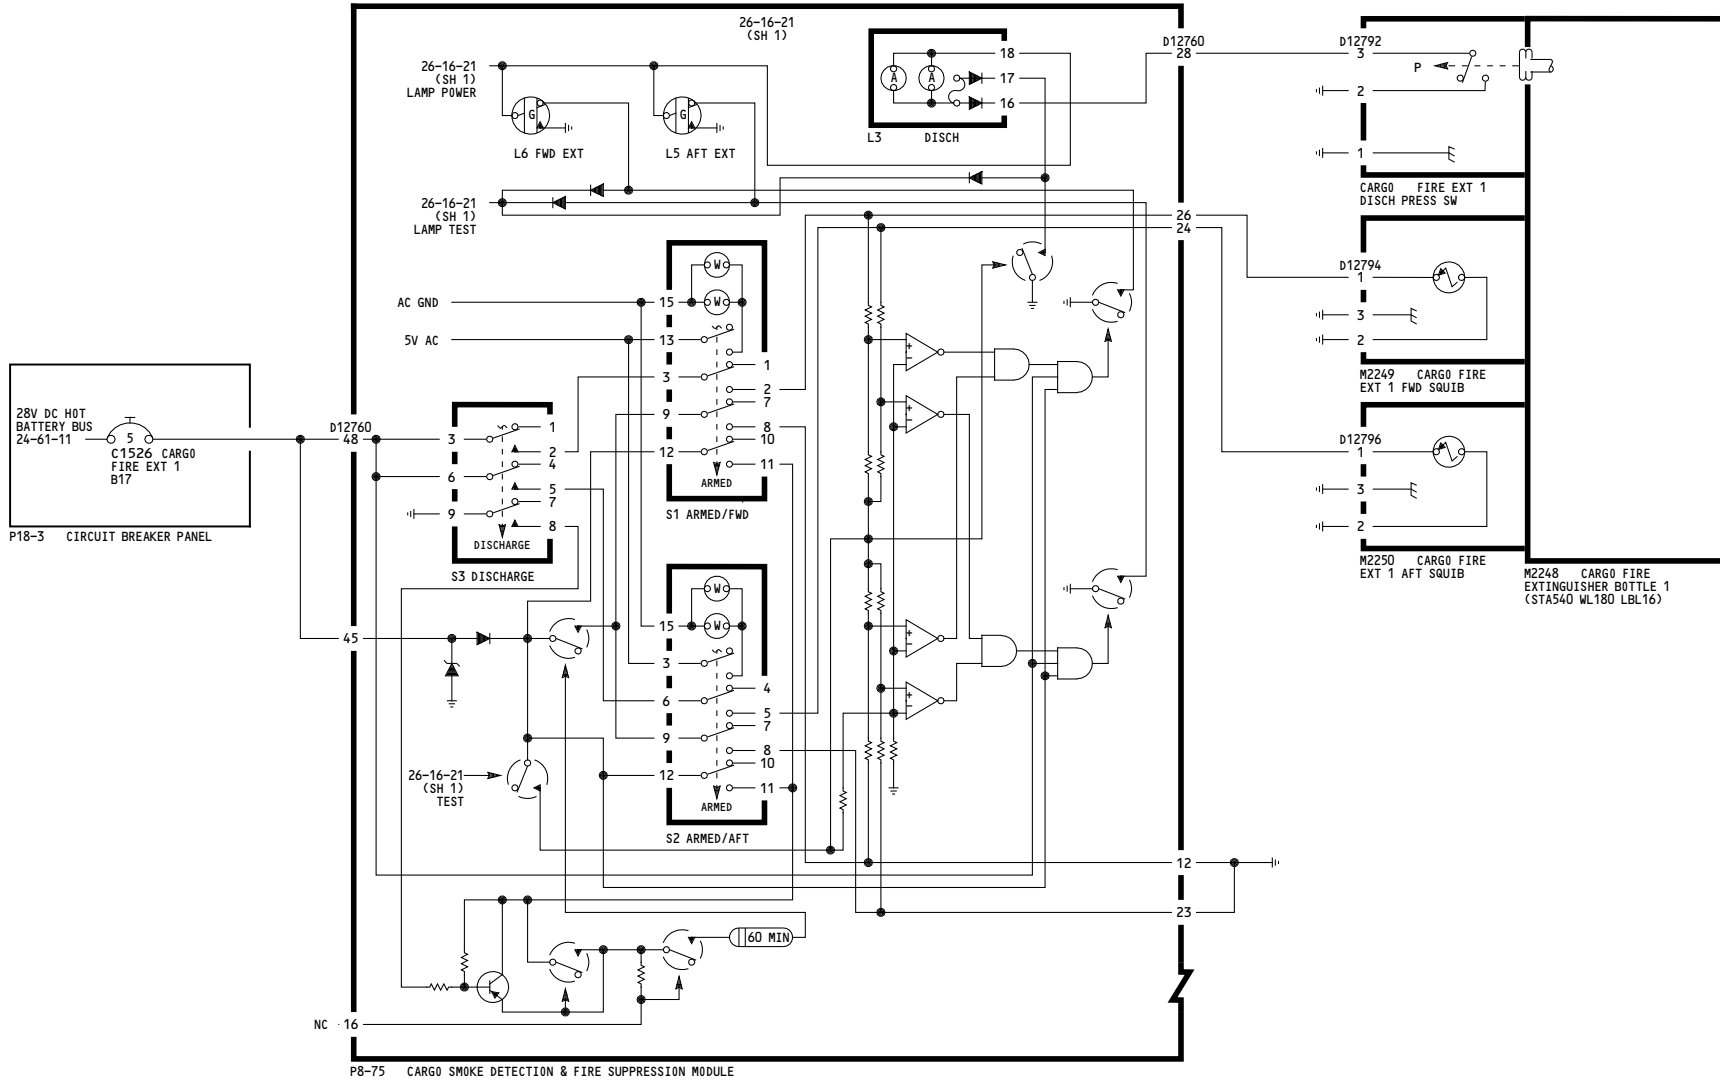 26-16-21
(SH 1)
26-16-21
(SH 1)
LAMP POWER
G
L6 FWD EXT
G
L5 AFT EXT
A
A
18
17
16
L3 DISCH
D12760
28
D12792
3
P
2
1
CARGO FIRE EXT 1
DISCH PRESS SW
26-16-21
(SH 1)
LAMP TEST
26
24
D12794
1
3
2
M2249 CARGO FIRE
EXT 1 FWD SQUIB
D12796
1
3
2
M2250 CARGO FIRE
EXT 1 AFT SQUIB
M2248 CARGO FIRE
EXTINGUISHER BOTTLE 1
(STA540 WL180 LBL16)
AC GND
5V AC
W
W
15
13
3
9
12
1
2
7
8
10
11
ARMED
S1 ARMED/FWD
+
-
+
-
28V DC HOT
BATTERY BUS
24-61-11
5
C1526 CARGO
FIRE EXT 1
B17
P18-3 CIRCUIT BREAKER PANEL
D12760
48
3
6
9
1
2
4
5
7
8
DISCHARGE
S3 DISCHARGE
45
W
W
15
3
6
9
12
4
5
7
8
10
11
ARMED
S2 ARMED/AFT
+
-
+
-
26-16-21
(SH 1)
TEST
12
23
60 MIN
NC 16
P8-75 CARGO SMOKE DETECTION & FIRE SUPPRESSION MODULE